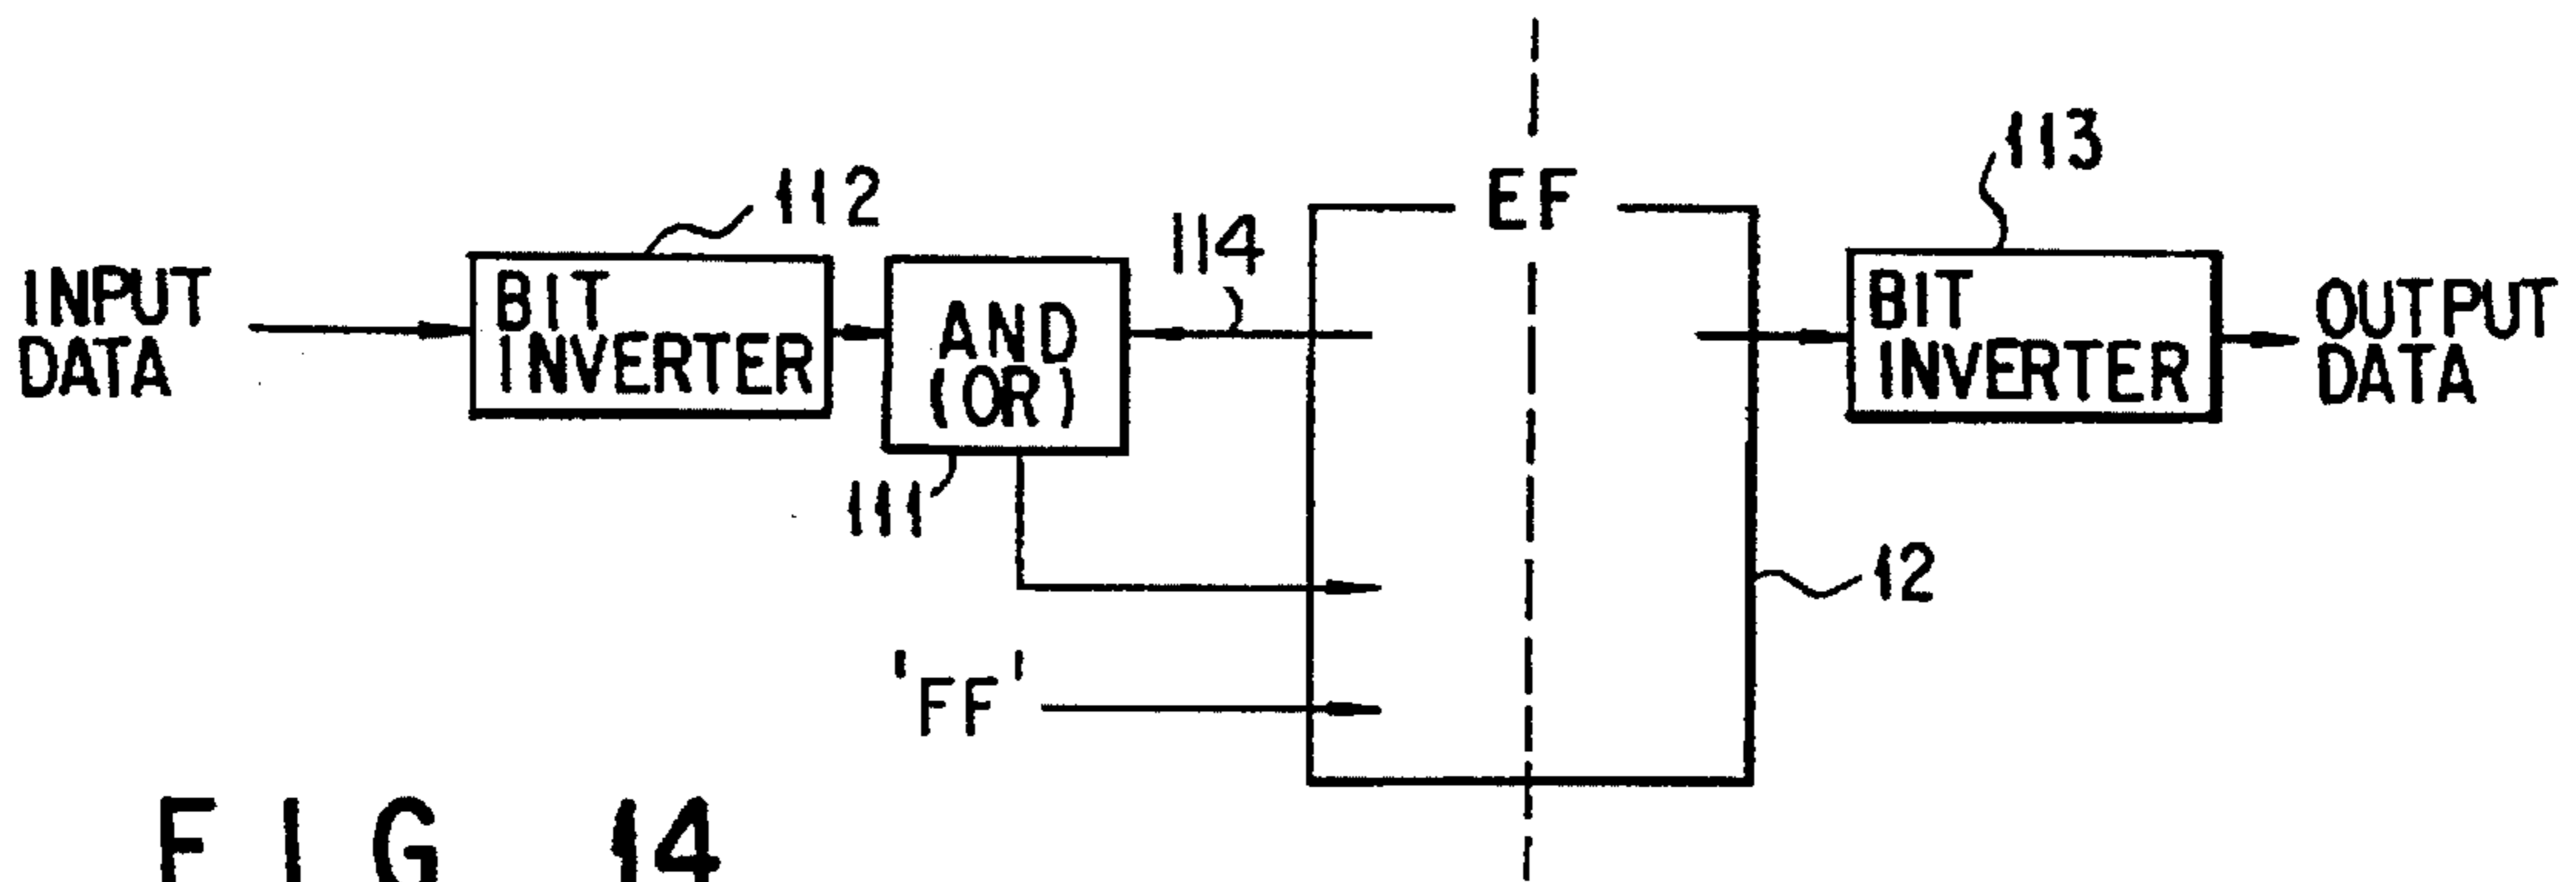 INPUT
DATA
112
BIT
INVERTER
AND
(OR)
111
114
EF
'FF'
12
113
BIT
INVERTER
OUTPUT
DATA
FIG 14